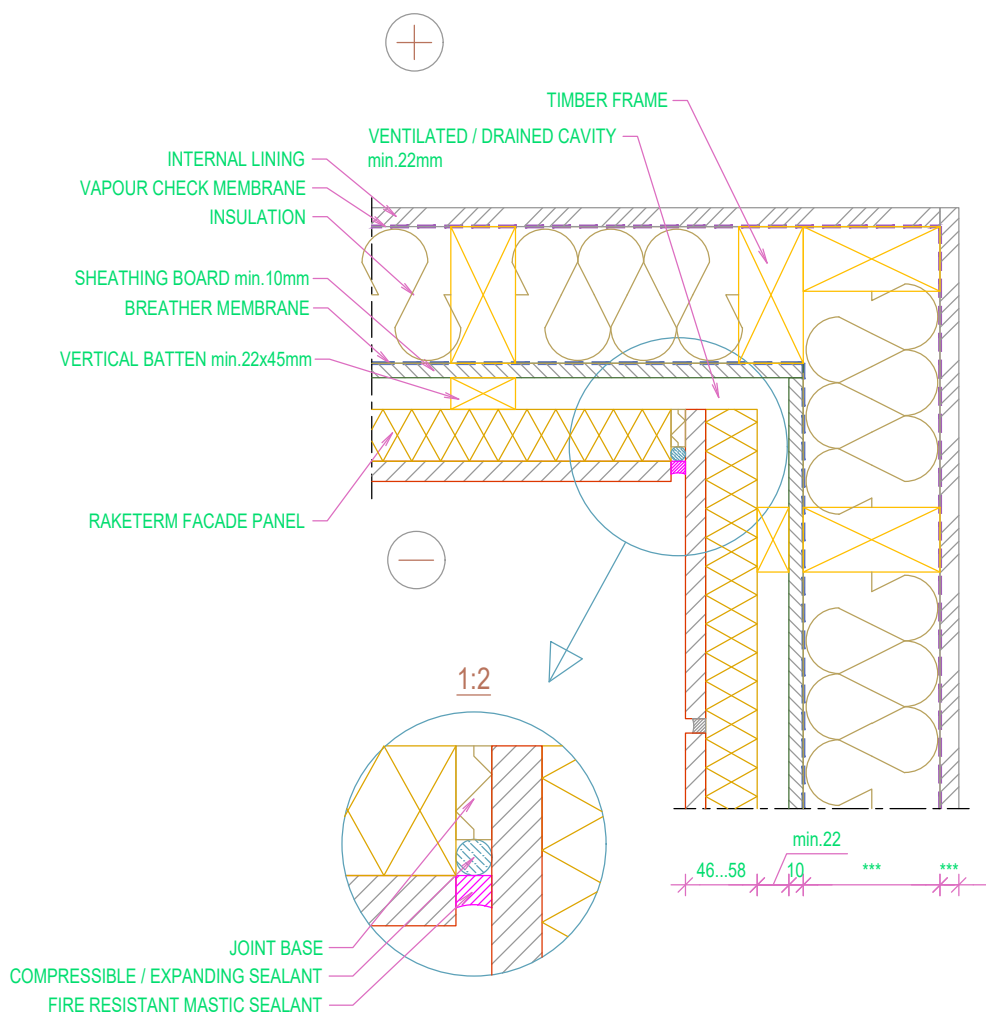 TIMBER FRAME
VENTILATED / DRAINED CAVITY
min.22mm
INTERNAL LINING
VAPOUR CHECK MEMBRANE
INSULATION
SHEATHING BOARD min.10mm
BREATHER MEMBRANE
VERTICAL BATTEN min.22x45mm
RAKETERM FACADE PANEL
1:2
min.22
46...58
10
***
***
JOINT BASE
COMPRESSIBLE / EXPANDING SEALANT
FIRE RESISTANT MASTIC SEALANT